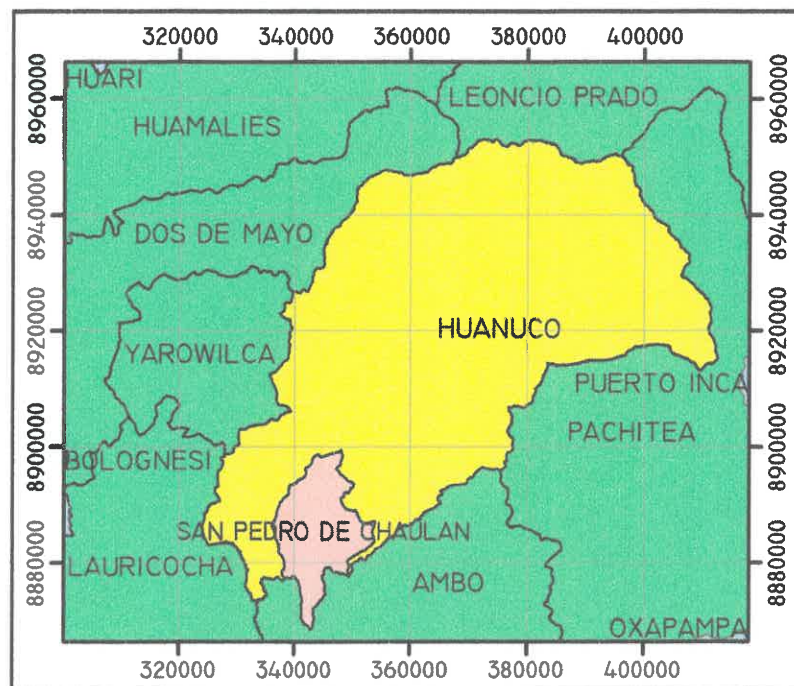 320000 340000 360000 380000 400000
8960000 8940000 8920000 8900000 8880000
HUARI
LEONCIO PRADO
HUAMALIES
DOS DE MAYO
HUANUCO
YAROWILCA
PUERTO INCA
PACHITEA
BOLOGNESI
SAN PEDRO DE CHAULAN
LAURICOCHA
AMBO
OXAPAMPA
8960000 8940000 8920000 8900000 8880000
320000 340000 360000 380000 400000